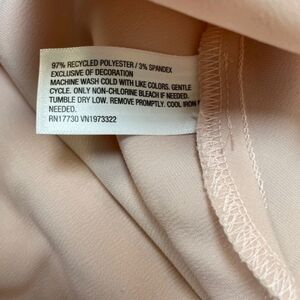 97% RECYCLED POLYESTER / 3% SPANDEX
EXCLUSIVE OF DECORATION
MACHINE WASH COLD WITH LIKE COLORS. GENTLE
CYCLE. ONLY NON-CHLORINE BLEACH IF NEEDED.
TUMBLE DRY LOW. REMOVE PROMPTLY. COOL IRON
NEEDED.
RN17730 VN1973322